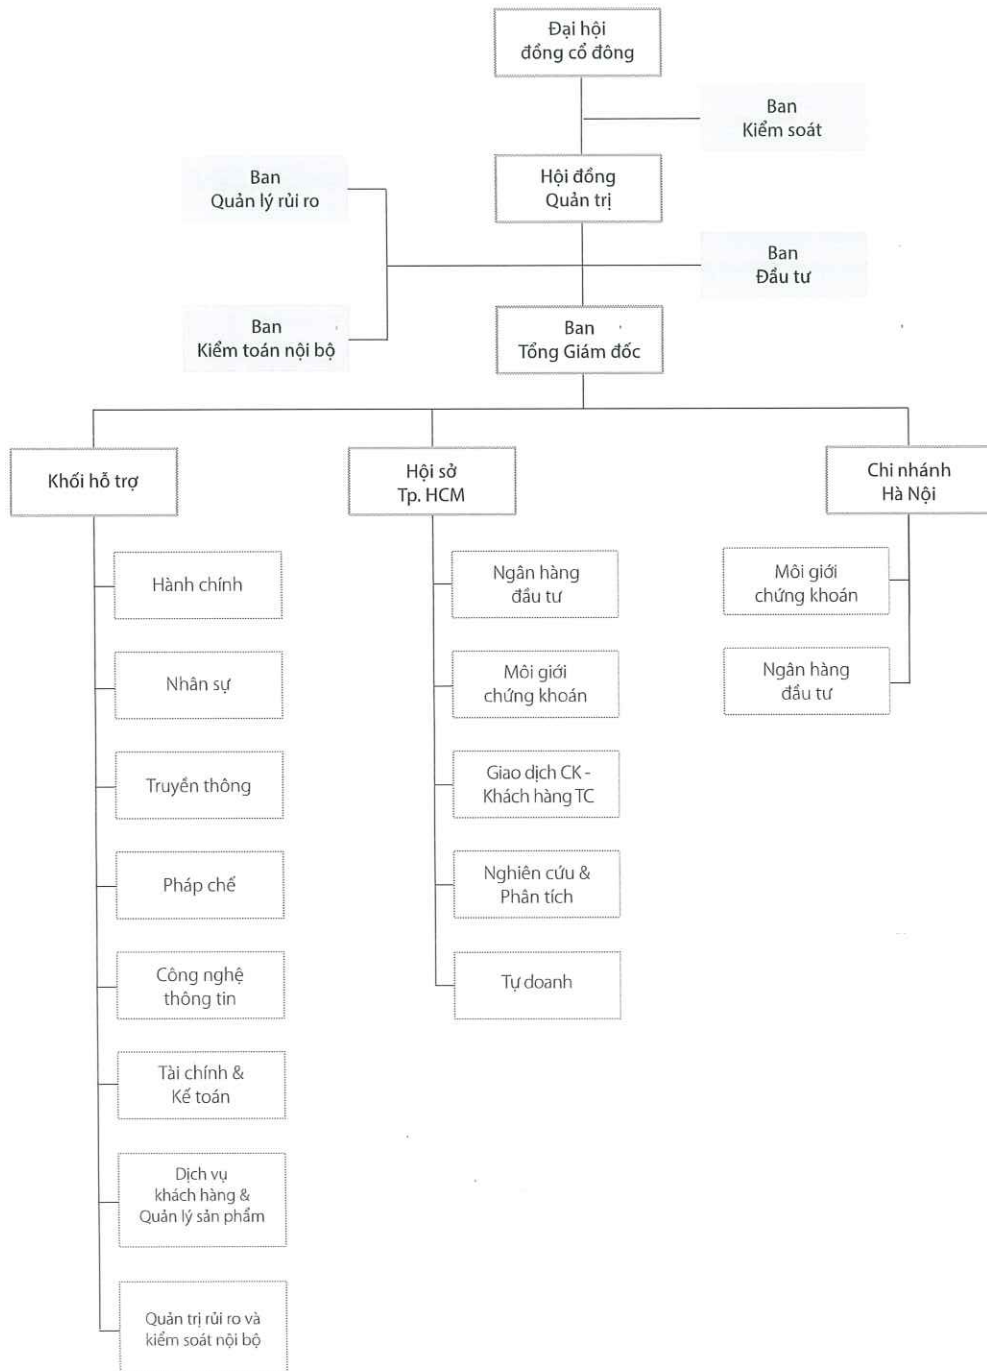 Đại hội
đồng cổ đông
Ban
Kiểm soát
Hội đồng
Quản trị
Ban
Quản lý rủi ro
Ban
Đầu tư
Ban
Kiểm toán nội bộ
Ban
Tổng Giám đốc
Khối hỗ trợ
Hội sở
Tp. HCM
Chi nhánh
Hà Nội
Hành chính
Nhân sự
Truyền thông
Pháp chế
Công nghệ
thông tin
Tài chính &
Kế toán
Dịch vụ
khách hàng &
Quản lý sản phẩm
Quản trị rủi ro và
kiểm soát nội bộ
Ngân hàng
đầu tư
Môi giới
chứng khoán
Giao dịch CK -
Khách hàng TC
Nghiên cứu &
Phân tích
Tự doanh
Môi giới
chứng khoán
Ngân hàng
đầu tư